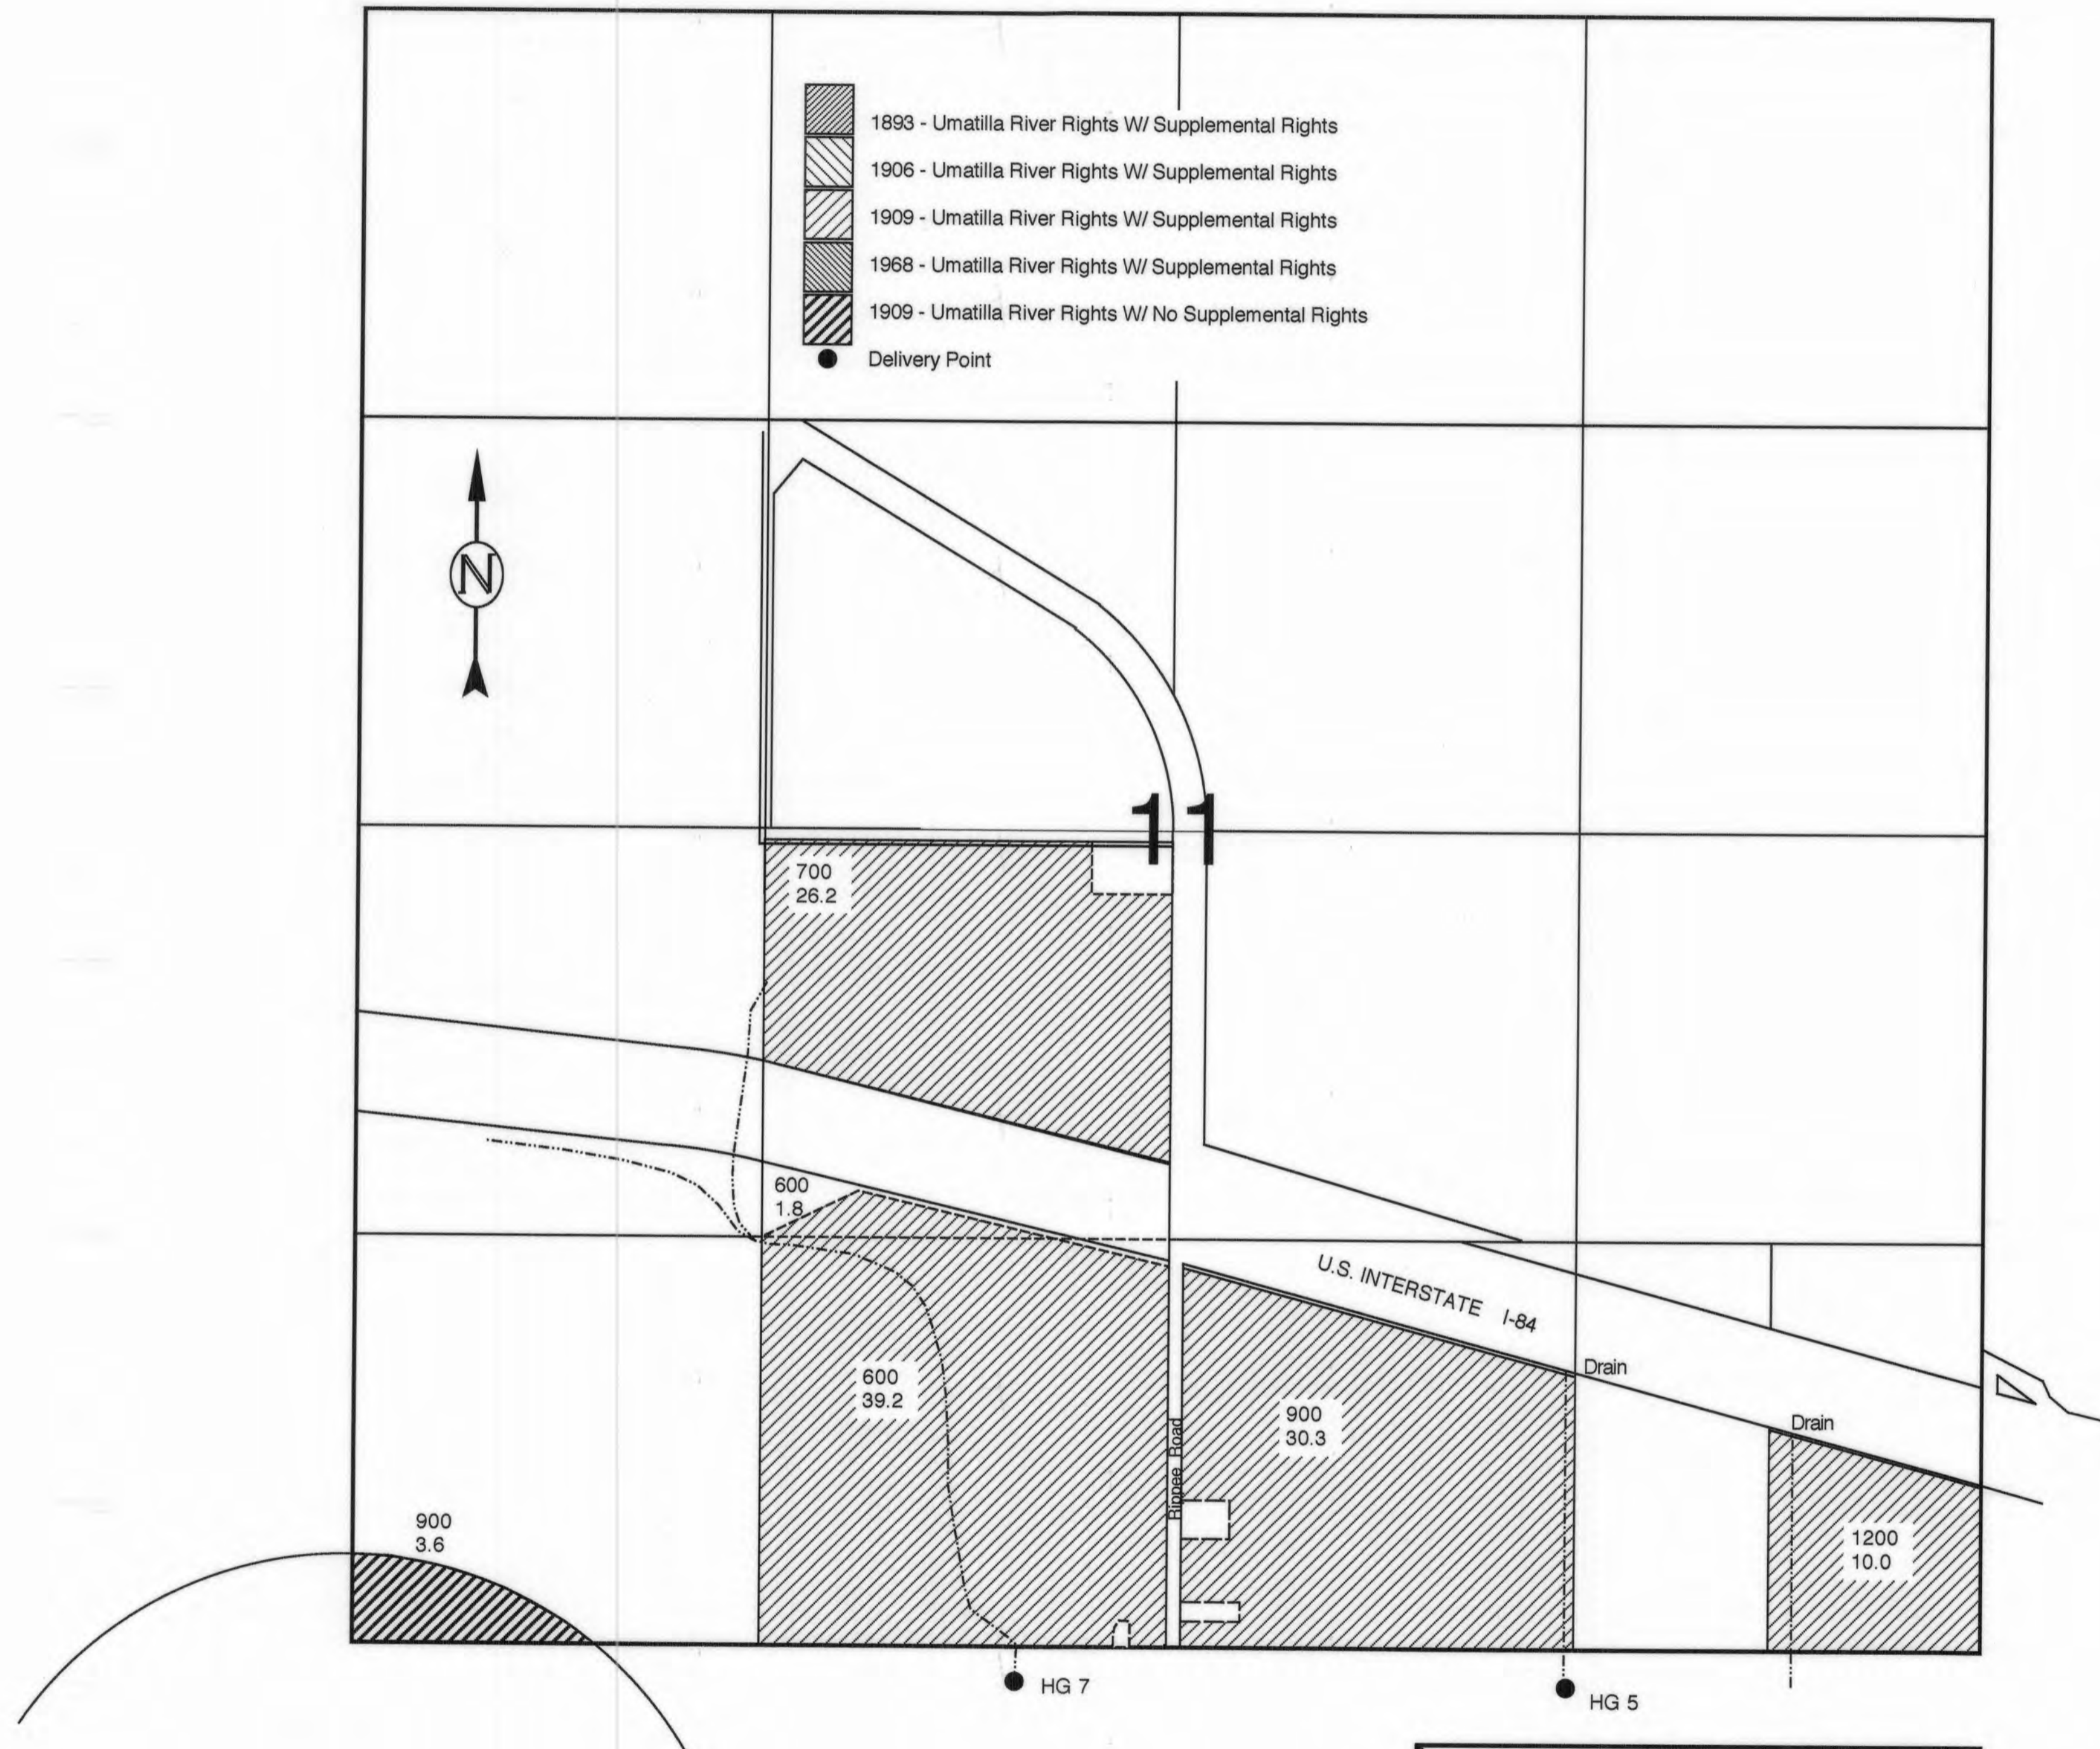 1893 - Umatilla River Rights W/ Supplemental Rights
1906 - Umatilla River Rights W/ Supplemental Rights
1909 - Umatilla River Rights W/ Supplemental Rights
1968 - Umatilla River Rights W/ Supplemental Rights
1909 - Umatilla River Rights W/ No Supplemental Rights
Delivery Point
N
11
700
26.2
600
1.8
U.S. INTERSTATE I-84
Drain
600
39.2
900
30.3
Drain
Rippee Road
900
3.6
1200
10.0
HG 7
HG 5